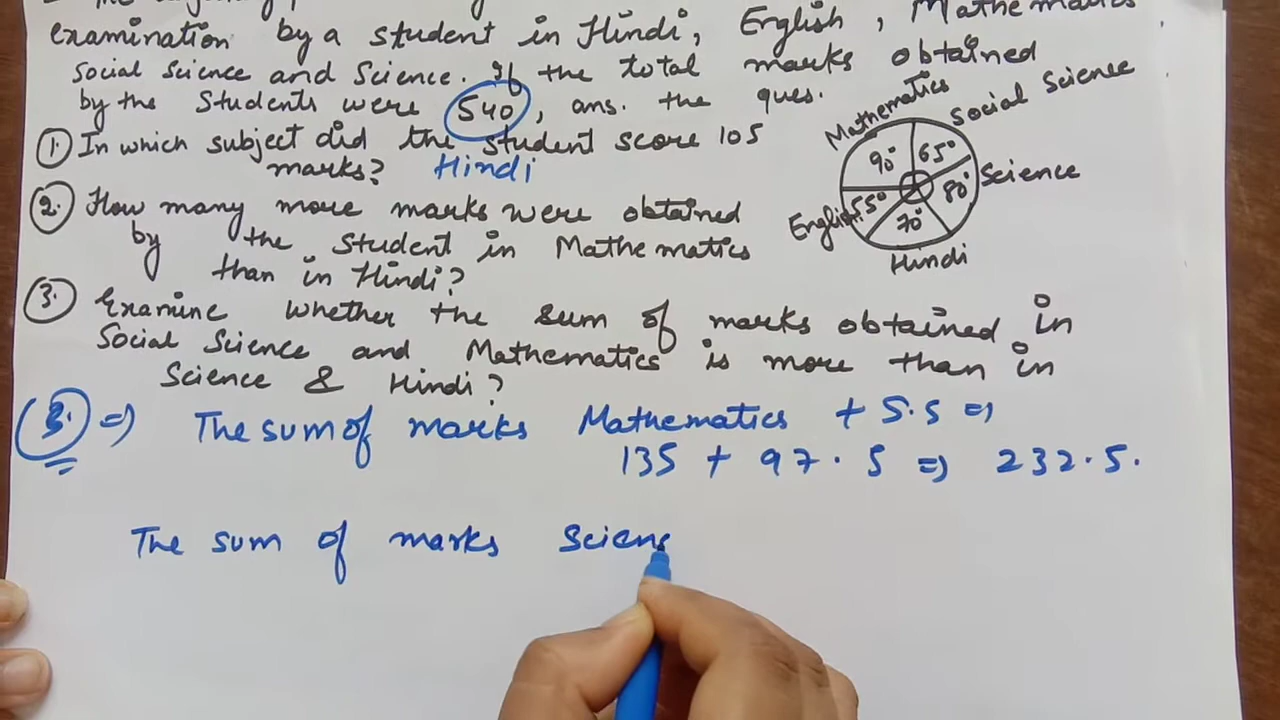 examination by a student in Hindi, English, Mathematics
Social Science and Science. If the total marks obtained
by the Students were 540, ans. the ques.
1. In which subject did the student score 105
marks? Hindi
2. How many more marks were obtained
by the student in Mathematics
than in Hindi?
3. Examine whether the sum of marks obtained in
Social Science and Mathematics is more than in
Science & Hindi?
Mathematics
Social Science
90° 65°
Science
80°
55°
English
70°
Hindi
3. ⇒ The sum of marks Mathematics + S.S ⇒
135 + 97.5 ⇒ 232.5.
The sum of marks Scienc